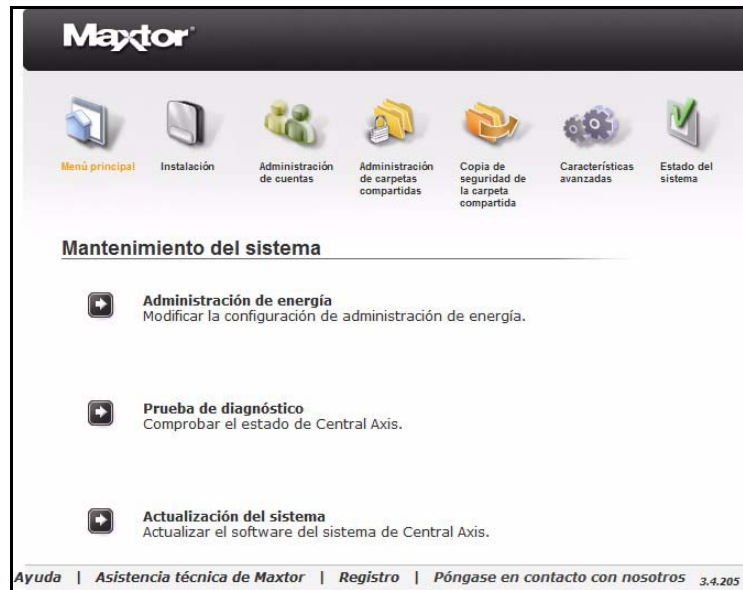 Maxtor
Menú principal
Instalación
Administración
de cuentas
Administración
de carpetas
compartidas
Copia de
seguridad de
la carpeta
compartida
Características
avanzadas
Estado del
sistema
Mantenimiento del sistema
Administración de energía
Modificar la configuración de administración de energía.
Prueba de diagnóstico
Comprobar el estado de Central Axis.
Actualización del sistema
Actualizar el software del sistema de Central Axis.
Ayuda | Asistencia técnica de Maxtor | Registro | Póngase en contacto con nosotros 3.4.205